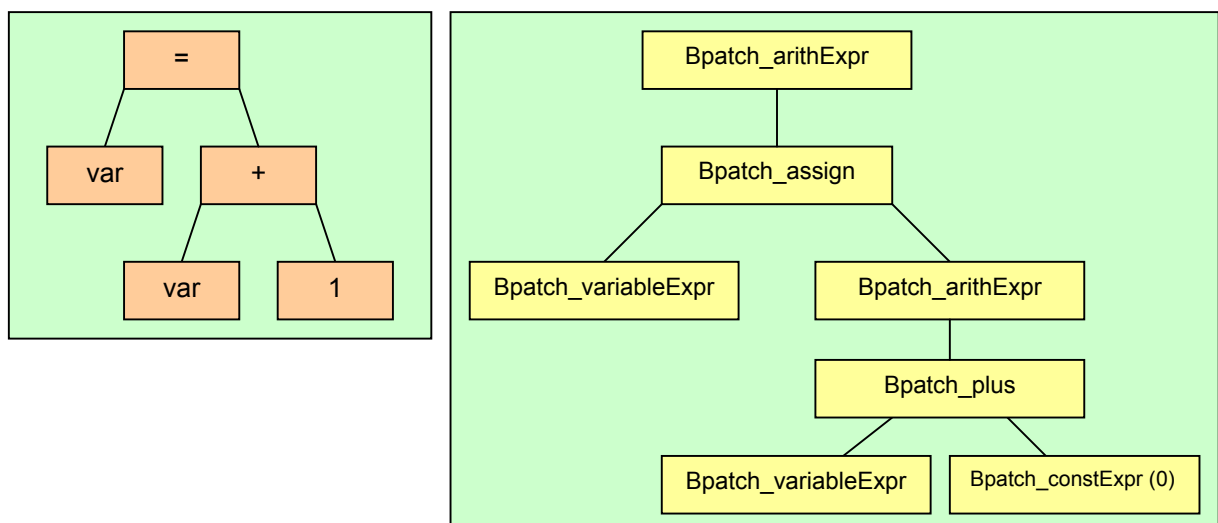 =
var
+
var
1
Bpatch_arithExpr
Bpatch_assign
Bpatch_variableExpr
Bpatch_arithExpr
Bpatch_plus
Bpatch_variableExpr
Bpatch_constExpr (0)